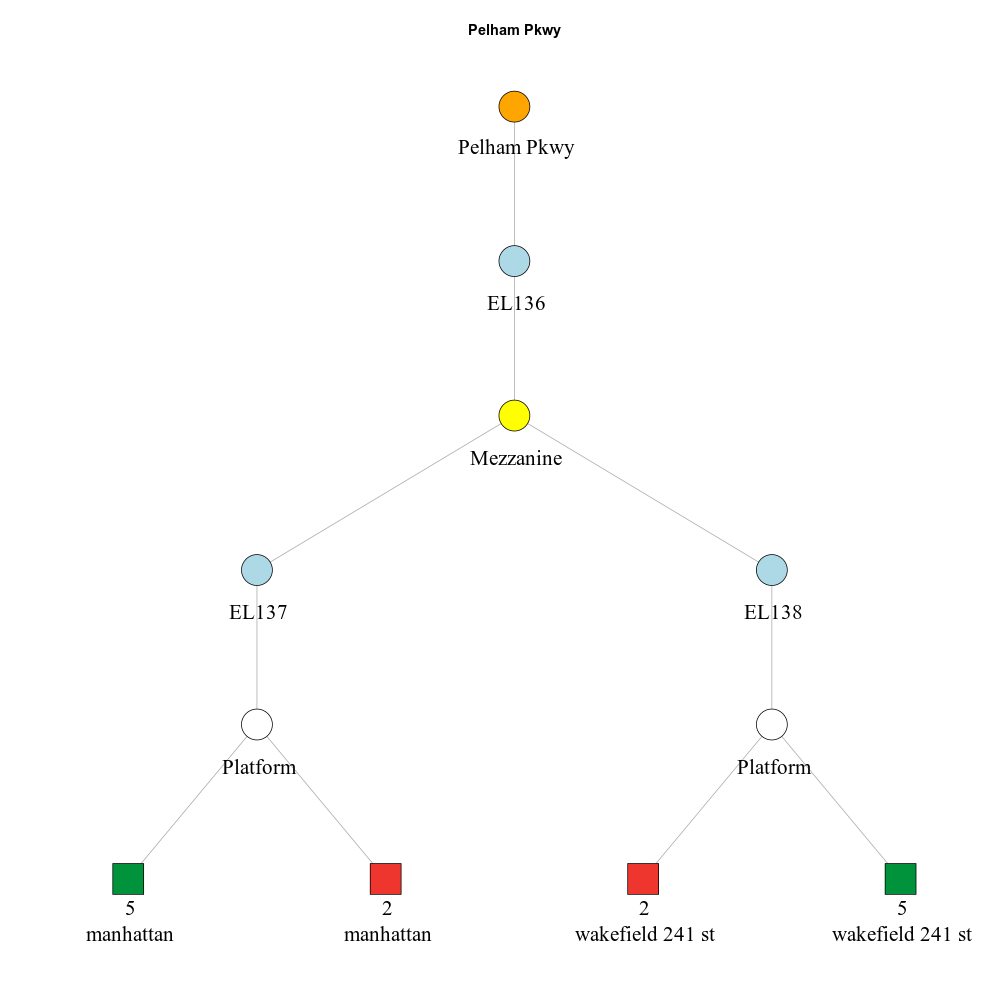 Pelham Pkwy
Pelham Pkwy
EL136
Mezzanine
EL137
EL138
Platform
Platform
5
manhattan
2
manhattan
2
wakefield 241 st
5
wakefield 241 st